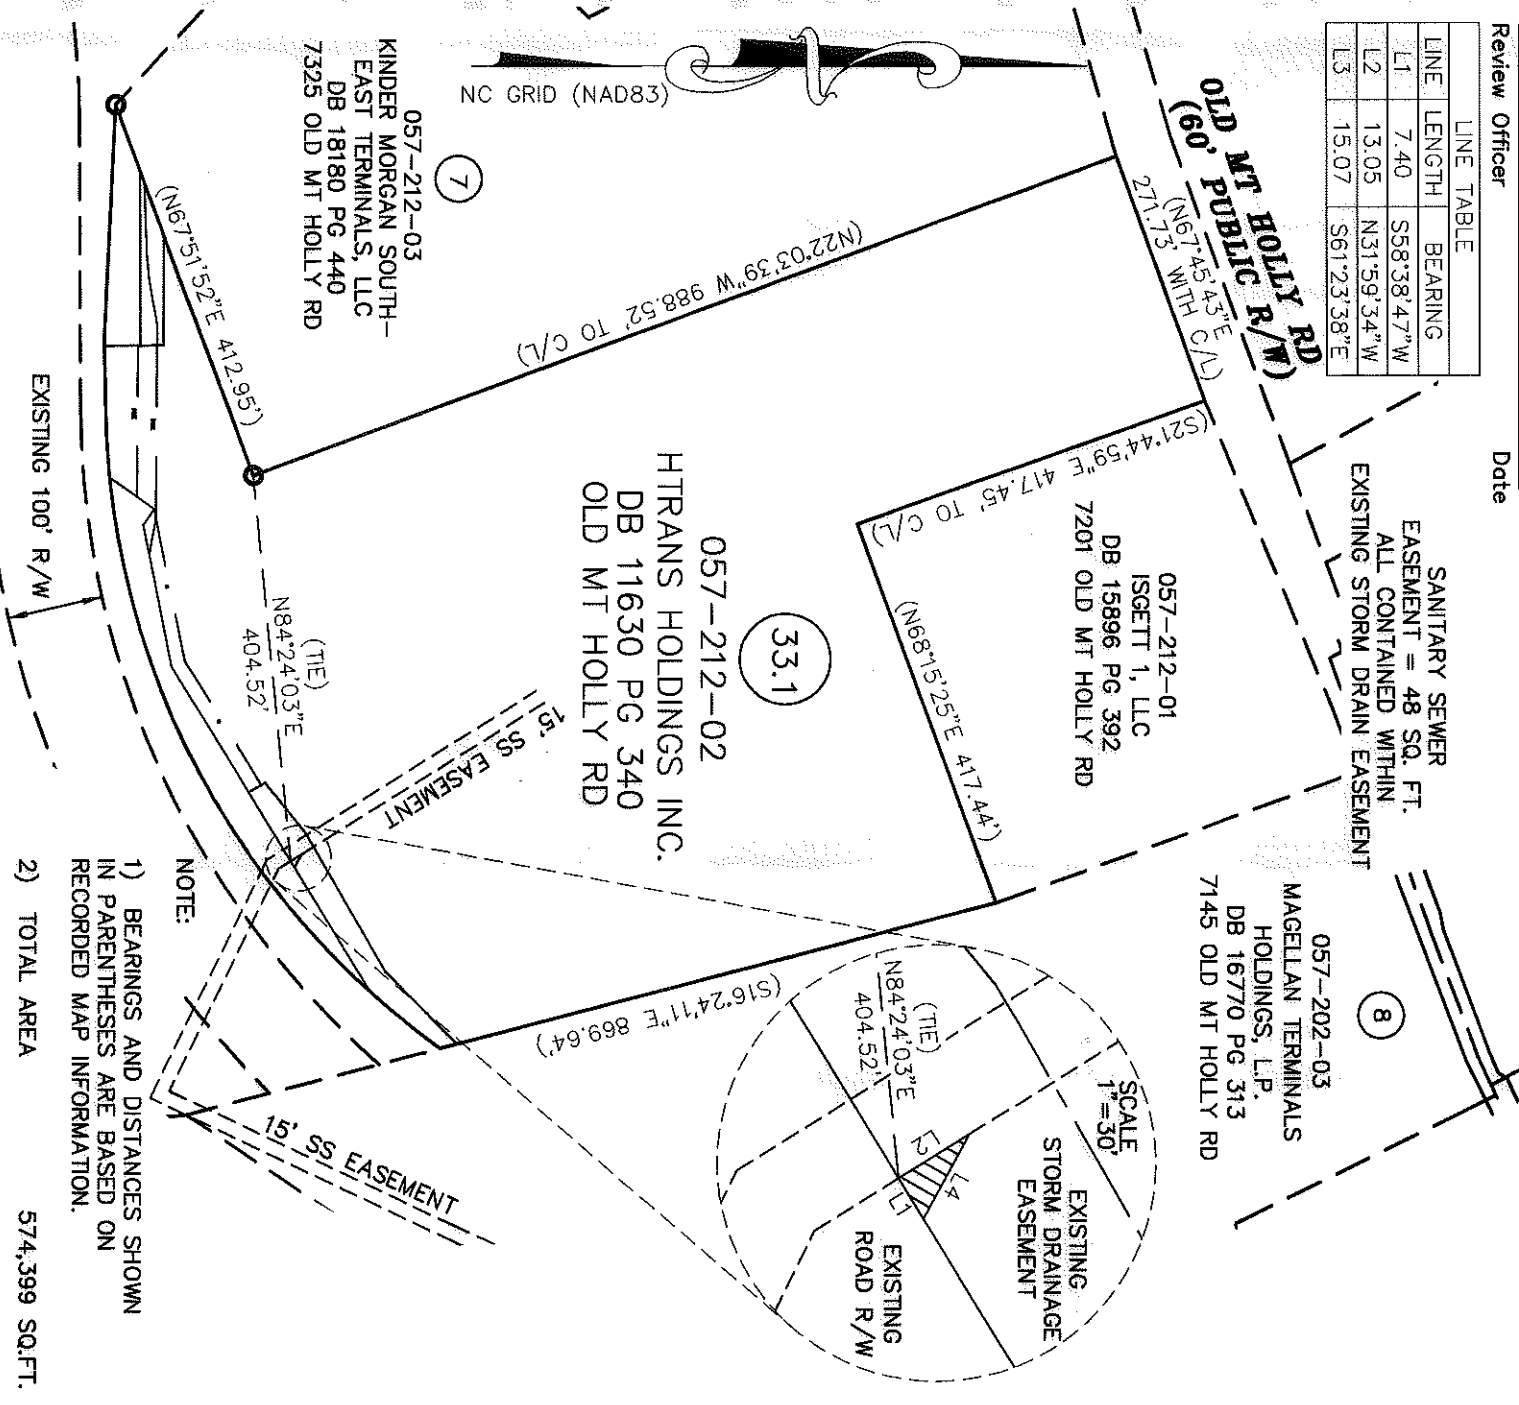 Review Officer
Date
LINE TABLE
LINE LENGTH BEARING
L1 7.40 S58°38'47"W
L2 13.05 N31°59'34"W
L3 15.07 S61°23'38"E
SANITARY SEWER
EASEMENT = 48 SQ. FT.
ALL CONTAINED WITHIN
EXISTING STORM DRAIN EASEMENT
OLD MT HOLLY RD
(60' PUBLIC R/W)
(N67°45'43"E
271.73' WITH C/L)
057-202-03
MAGELLAN TERMINALS
HOLDINGS, L.P.
DB 16770 PG 313
7145 OLD MT HOLLY RD
8
057-212-01
ISGETT 1, LLC
DB 15896 PG 392
7201 OLD MT HOLLY RD
(S21°44'59"E 417.45' TO C/L)
(N68°15'25"E 417.44')
NC GRID (NAD83)
(N22°03'39"W 988.52' TO C/L)
33.1
057-212-02
HTRANS HOLDINGS INC.
DB 11630 PG 340
OLD MT HOLLY RD
7
057-212-03
KINDER MORGAN SOUTH-
EAST TERMINALS, LLC
DB 18180 PG 440
7325 OLD MT HOLLY RD
(S16°24'11"E 869.64')
SCALE
1"=30'
EXISTING
STORM DRAINAGE
EASEMENT
(TIE)
N84°24'03"E
404.52'
L2
L4
L1
EXISTING
ROAD R/W
15' SS EASEMENT
(TIE)
N84°24'03"E
404.52'
(N67°51'52"E 412.95')
15' SS EASEMENT
EXISTING 100' R/W
NOTE:
1) BEARINGS AND DISTANCES SHOWN
IN PARENTHESES ARE BASED ON
RECORDED MAP INFORMATION.
2) TOTAL AREA 574,399 SQ.FT.